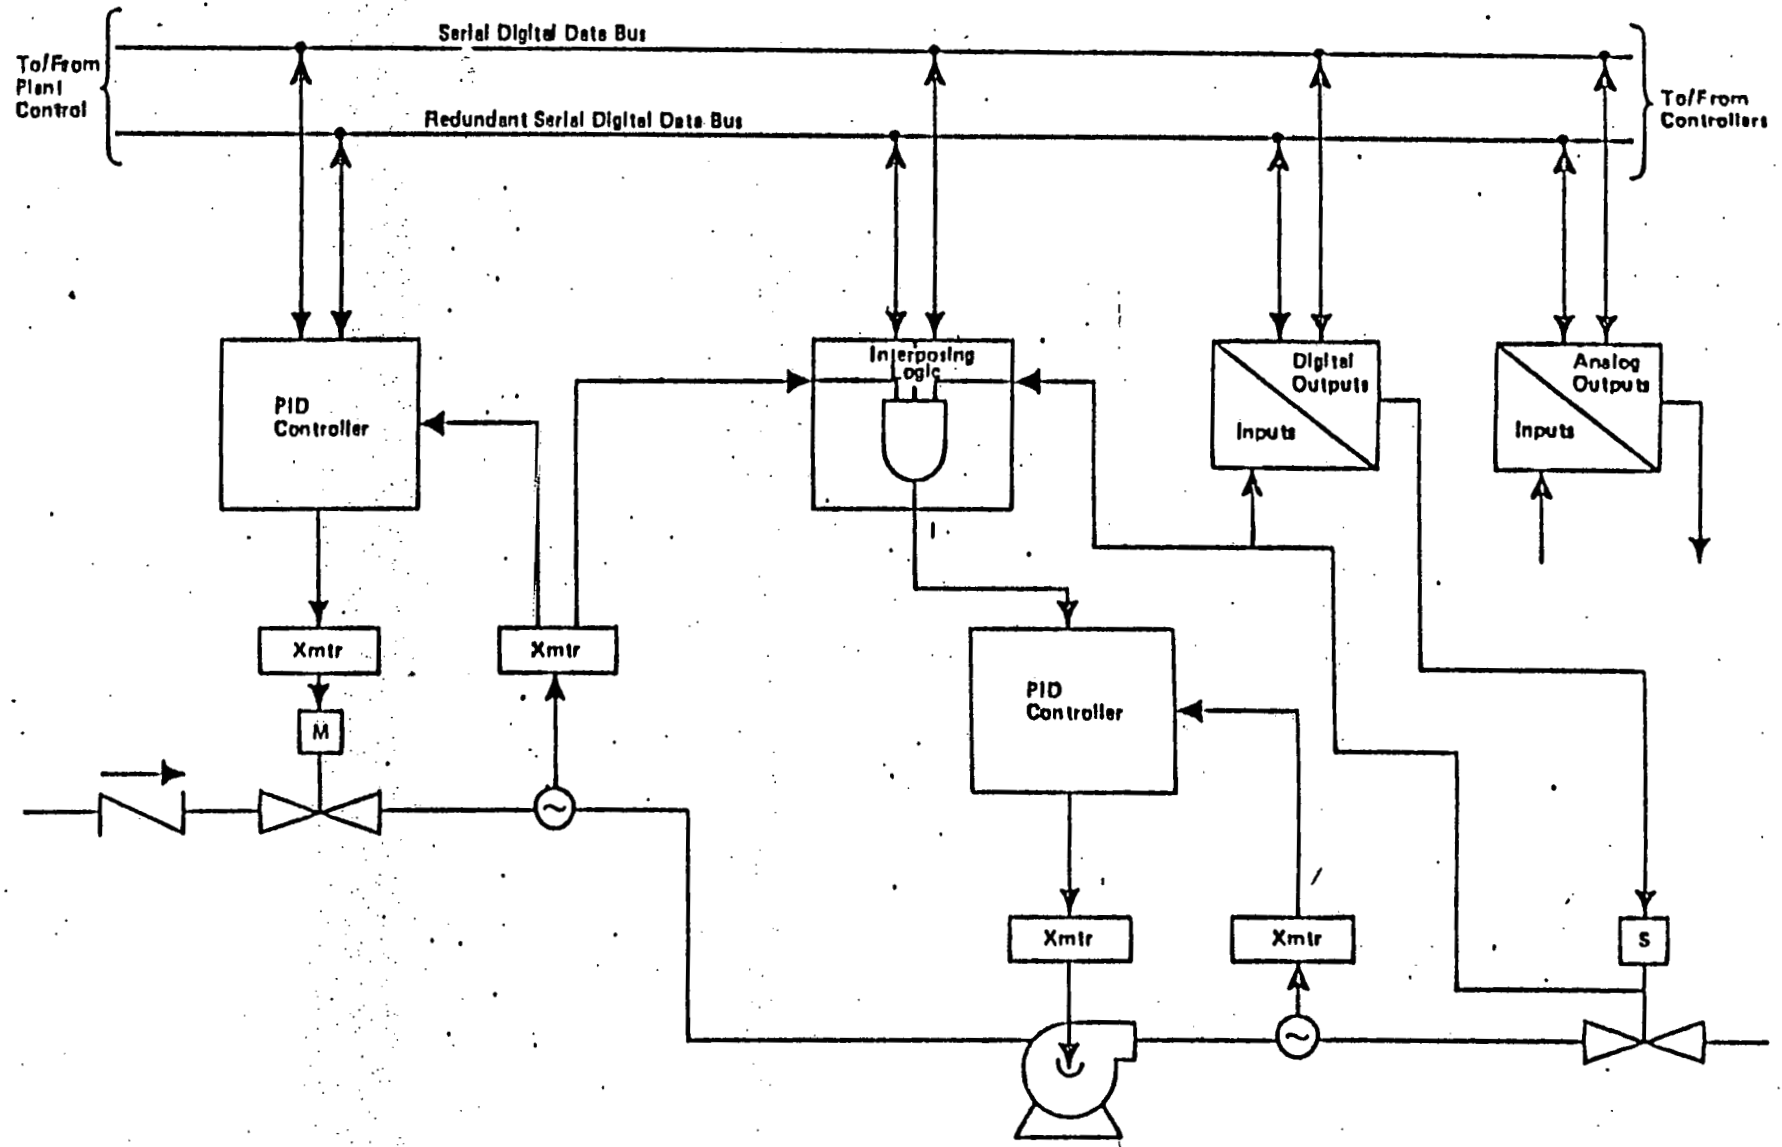 Serial Digital Data Bus
To/From
Plant
Control
Redundant Serial Digital Data Bus
To/From
Controllers
PID
Controller
Interposing
Logic
Digital
Outputs
Inputs
Analog
Outputs
Inputs
Xmtr
Xmtr
M
PID
Controller
Xmtr
Xmtr
S